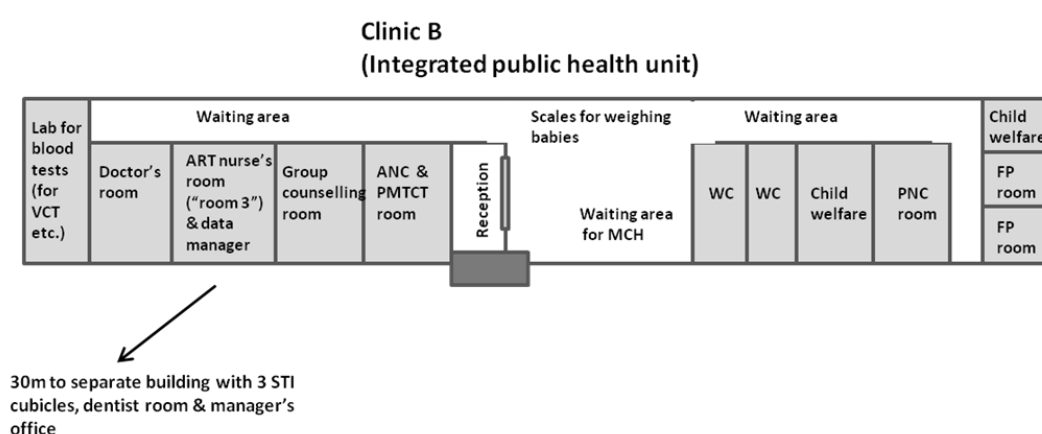 Clinic B
(Integrated public health unit)
Lab for
blood
tests
(for
VCT
etc.)
Waiting area
Doctor's
room
ART nurse's
room
("room 3")
& data
manager
Group
counselling
room
ANC &
PMTCT
room
Reception
Scales for weighing
babies
Waiting area
for MCH
Waiting area
WC
WC
Child
welfare
PNC
room
Child
welfare
FP
room
FP
room
30m to separate building with 3 STI
cubicles, dentist room & manager's
office